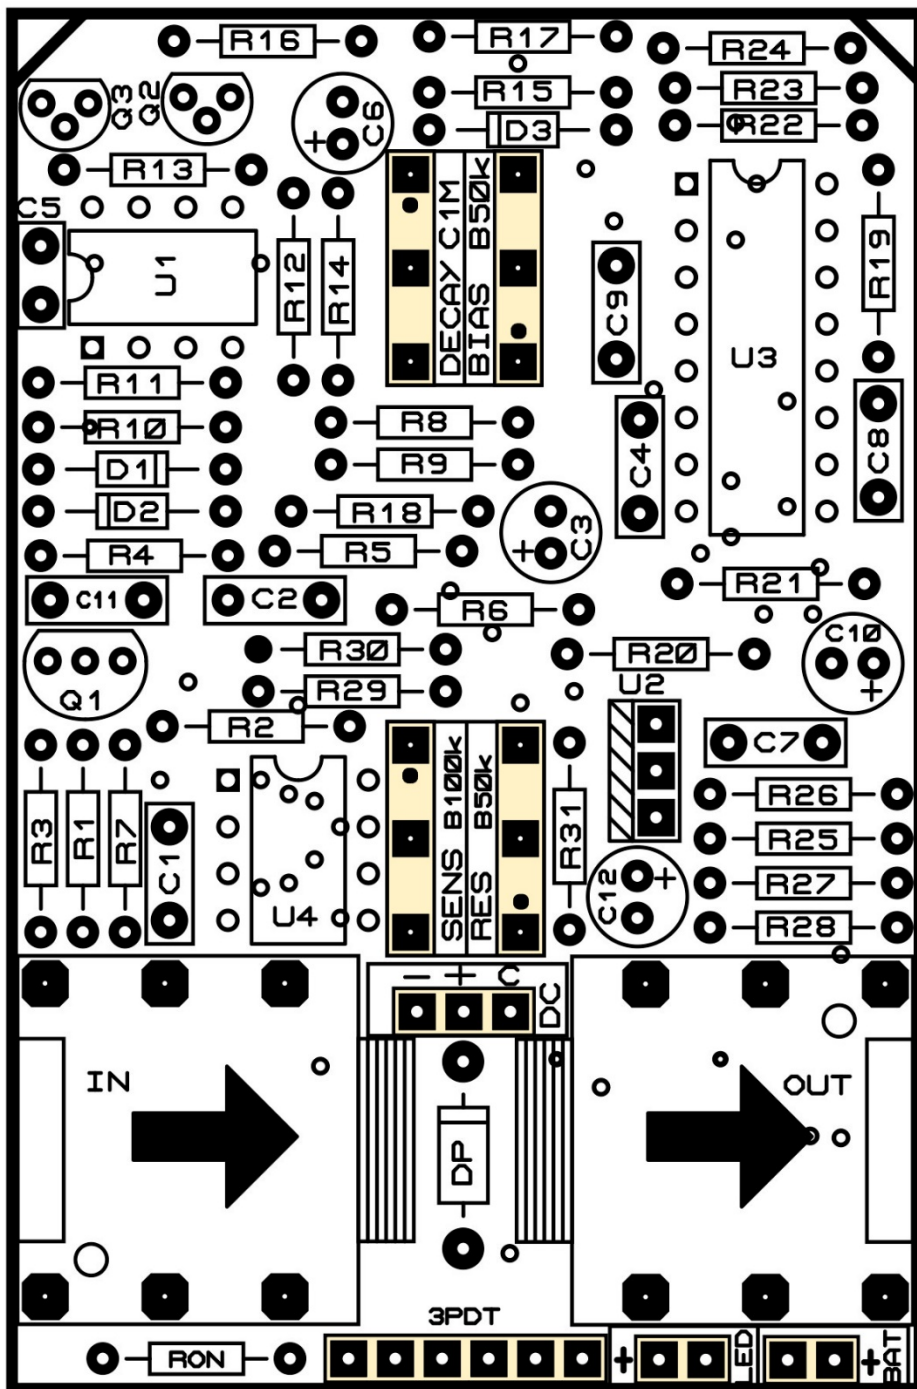 R16
R17
R24
R15
R23
Q3
Q2
C6
+
D3
R22
R13
C5
U1
R12
R14
DECAY C1M
BIAS B50k
C9
R19
U3
R11
R10
R8
C4
C8
D1
R9
D2
R18
C3
+
R4
R5
R21
C11
C2
R6
C10
+
R30
R20
Q1
R29
U2
R2
C7
R3
R1
R7
C1
U4
SENS B100k
RES B50k
R31
C12
+
R26
R25
R27
R28
- + C
DC
IN
OUT
DP
3PDT
RON
+
LED
+
BAT